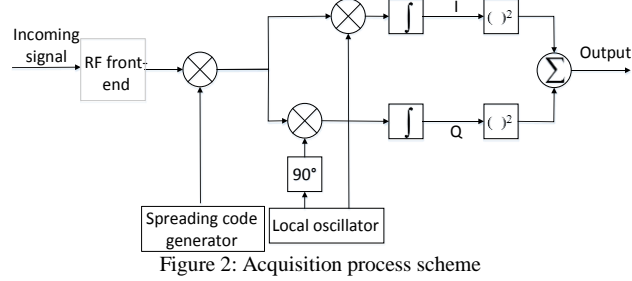 Incoming
signal
RF front-
end
∫
I
( )²
Output
∑
∫
Q
( )²
90°
Spreading code
generator
Local oscillator
Figure 2: Acquisition process scheme